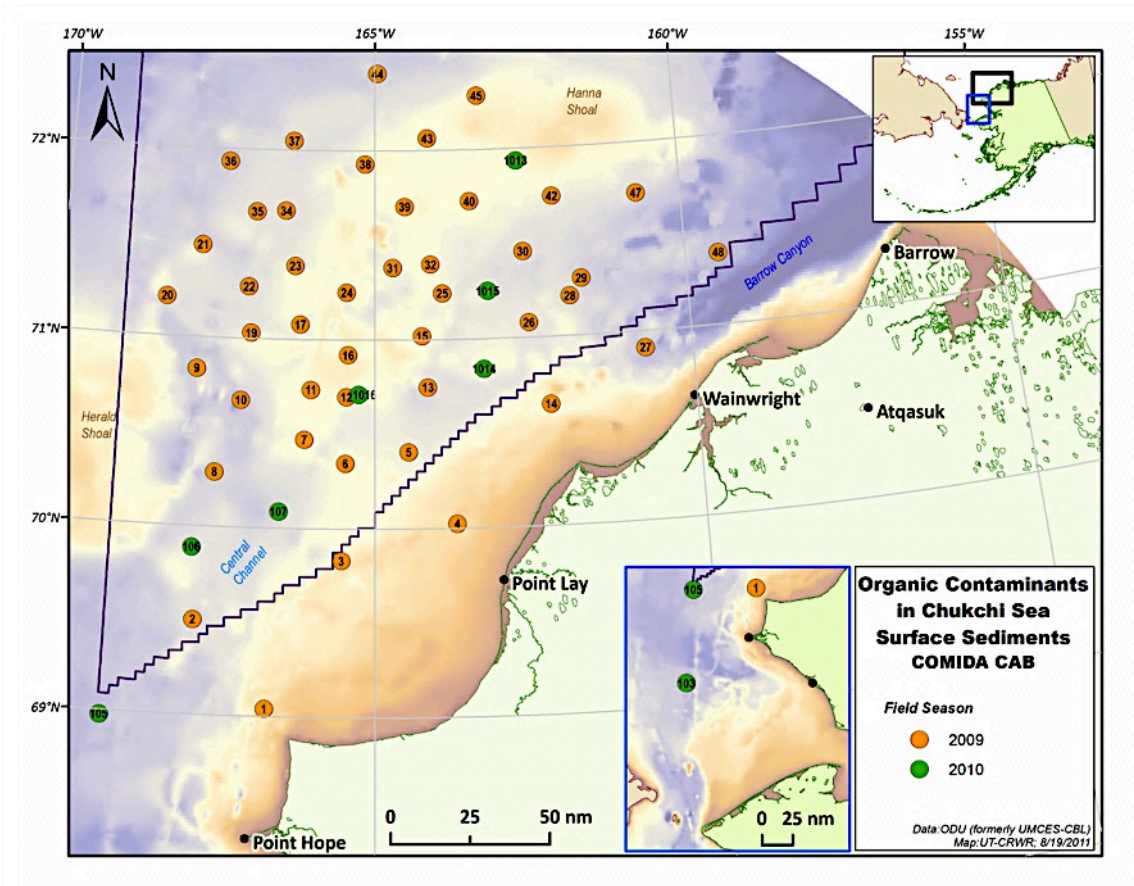 170°W
165°W
160°W
155°W
N
44
45
Hanna
Shoal
72°N
37
43
36
38
1013
47
42
40
39
35
34
21
30
48
Barrow Canyon
Barrow
23
32
31
29
22
24
25
1015
28
20
71°N
17
26
19
15
27
16
9
1014
13
11
12
1016
10
14
Wainwright
Atqasuk
Herald
Shoal
7
5
6
8
107
70°N
4
106
Central
Channel
3
Point Lay
2
105
69°N
1
0 25 50 nm
Point Hope
105
1
103
0 25 nm
Organic Contaminants
in Chukchi Sea
Surface Sediments
COMIDA CAB
Field Season
2009
2010
Data:ODU (formerly UMCES-CBL)
Map:UT-CRWR; 8/19/2011